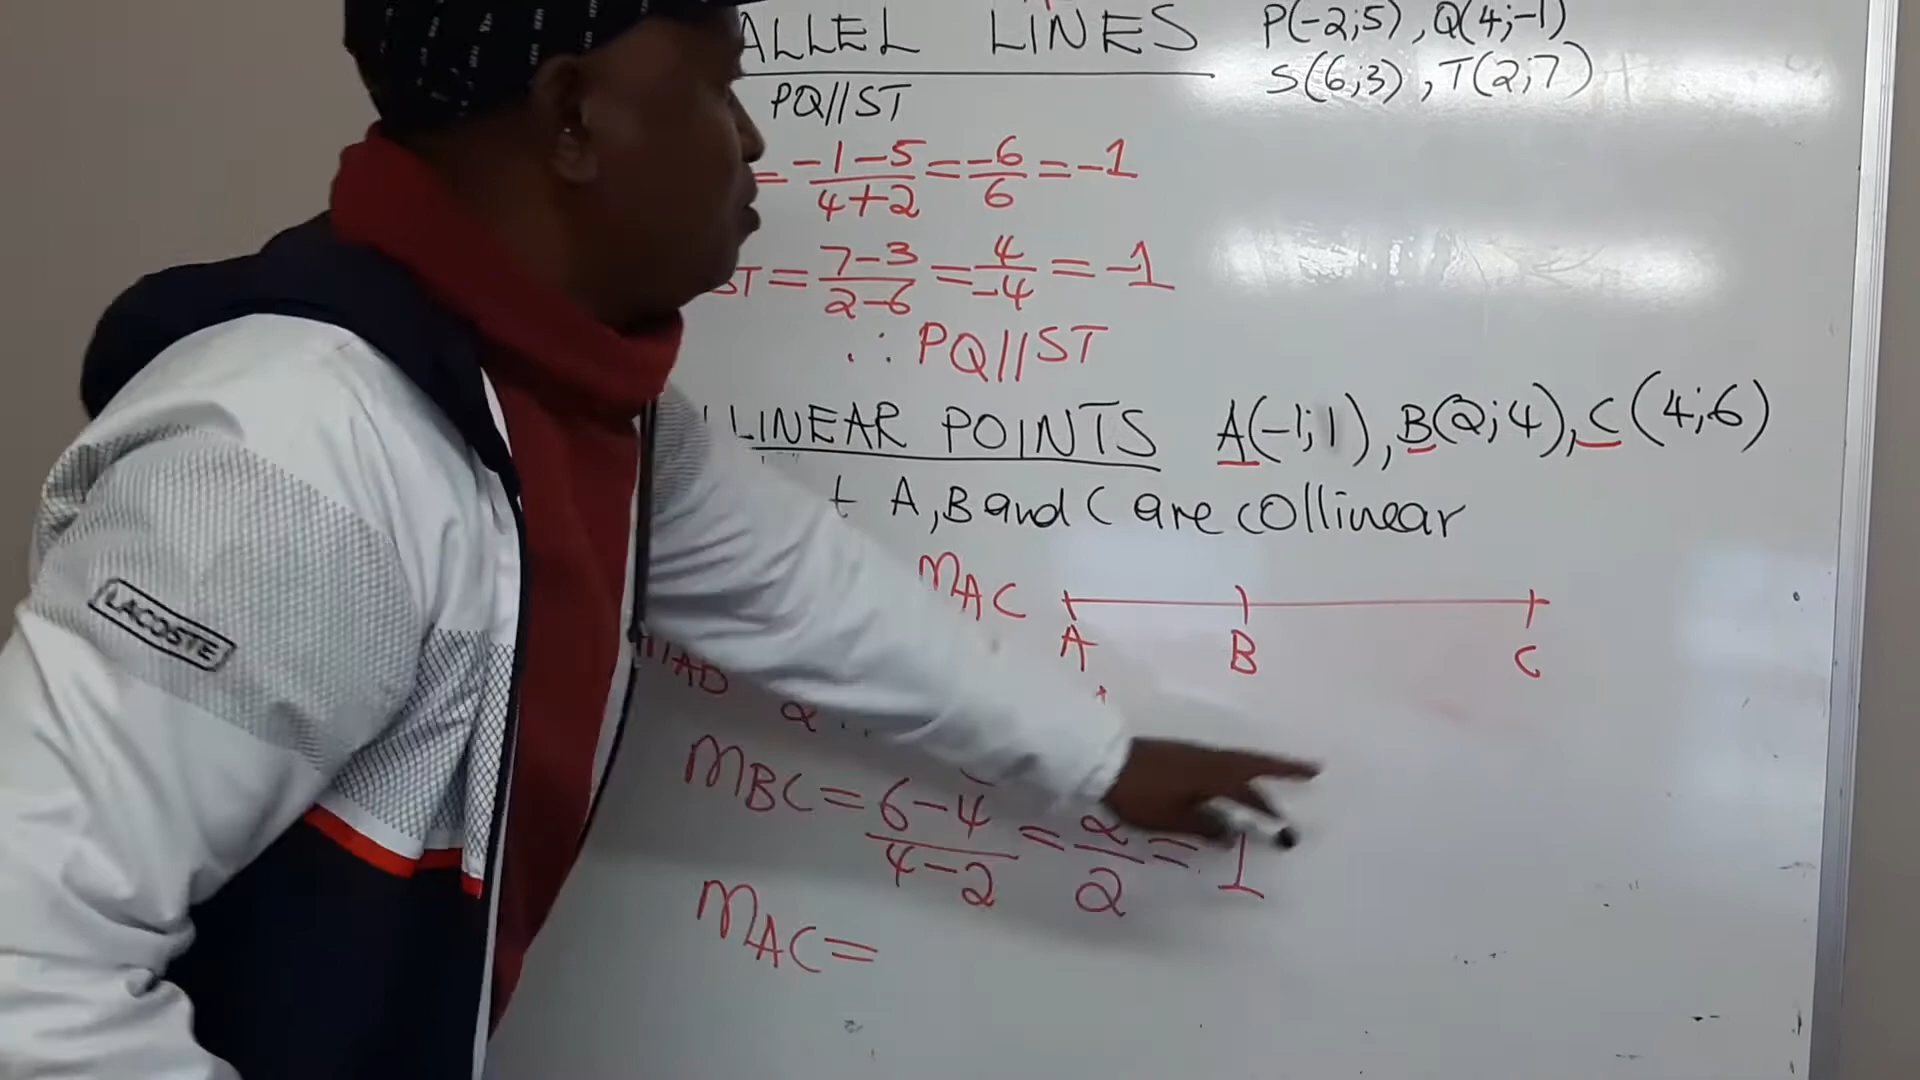 ALLEL LINES P(-2;5), Q(4;-1)
S(6;3), T(2;7)
PQ//ST
= -1-5/4+2 = -6/6 = -1
ST = 7-3/2-6 = 4/-4 = -1
∴ PQ//ST
LLINEAR POINTS A(-1;1), B(2;4), C(4;6)
t A, B and C are collinear
mAC
A B C
LACOSTE
mBC = 6-4/4-2 = 2/2 = 1
mAC =